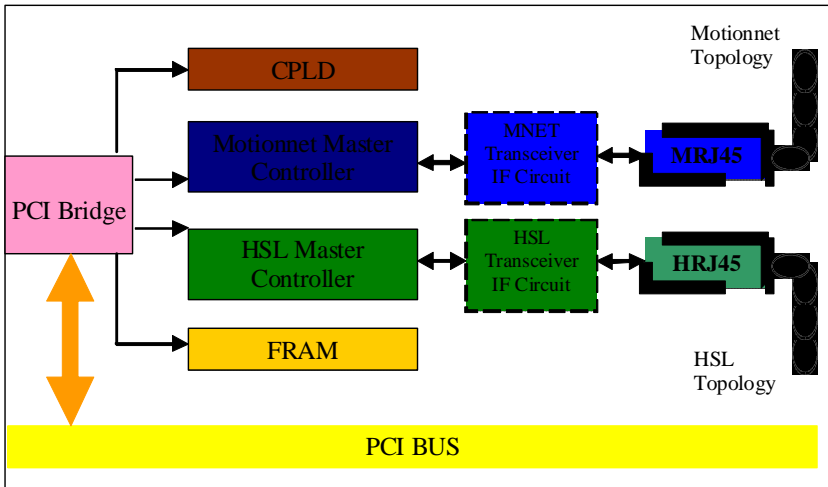 Motionnet
Topology
CPLD
Motionnet Master
Controller
MNET
Transceiver
IF Circuit
MRJ45
PCI Bridge
HSL Master
Controller
HSL
Transceiver
IF Circuit
HRJ45
FRAM
HSL
Topology
PCI BUS